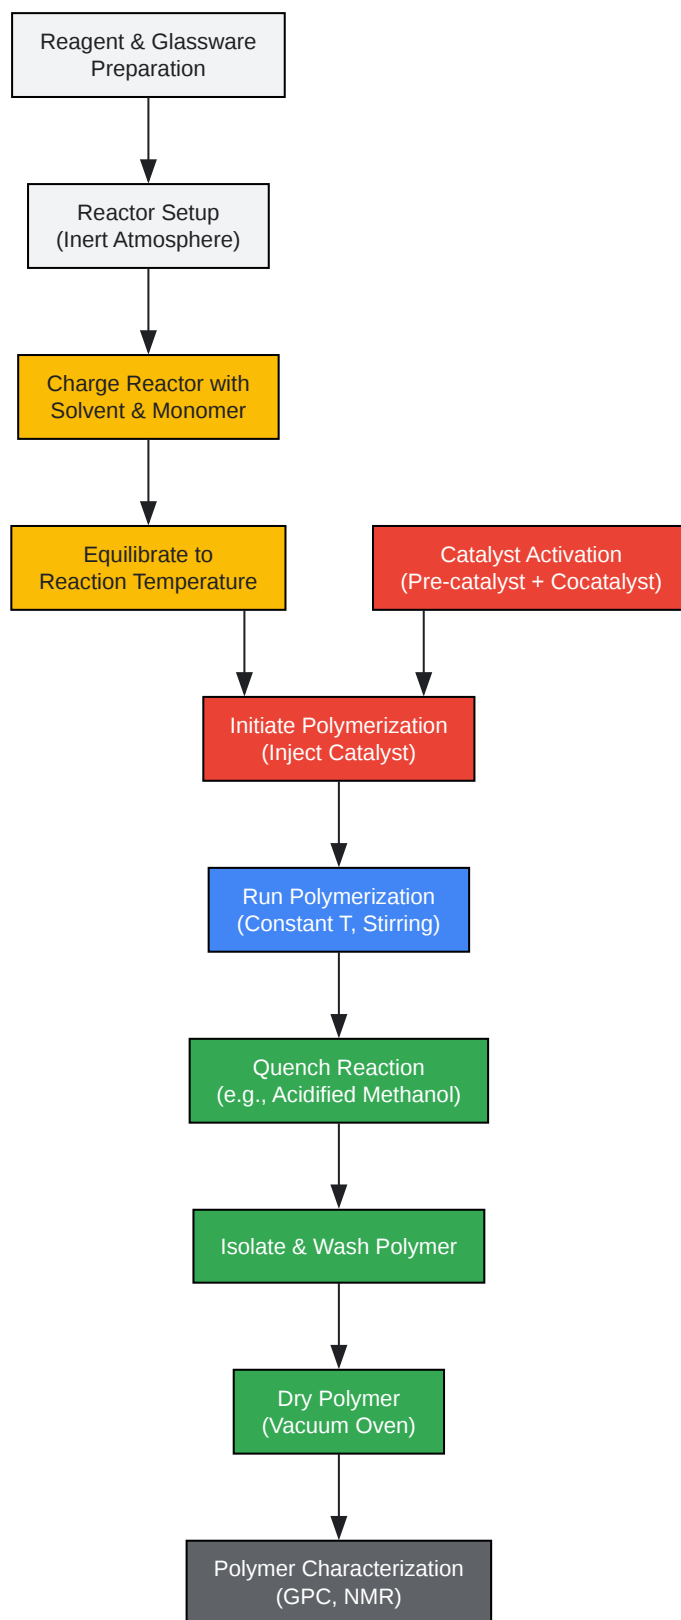 Reagent & Glassware
Preparation
Reactor Setup
(Inert Atmosphere)
Charge Reactor with
Solvent & Monomer
Equilibrate to
Reaction Temperature
Catalyst Activation
(Pre-catalyst + Cocatalyst)
Initiate Polymerization
(Inject Catalyst)
Run Polymerization
(Constant T, Stirring)
Quench Reaction
(e.g., Acidified Methanol)
Isolate & Wash Polymer
Dry Polymer
(Vacuum Oven)
Polymer Characterization
(GPC, NMR)